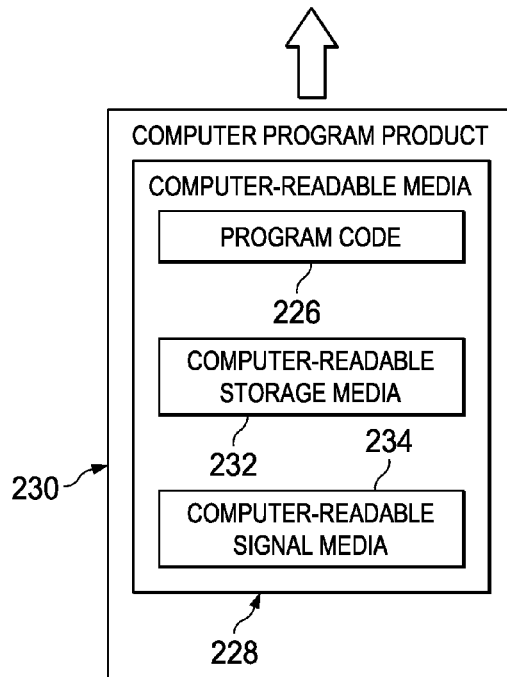 COMPUTER PROGRAM PRODUCT
COMPUTER-READABLE MEDIA
PROGRAM CODE
226
COMPUTER-READABLE
STORAGE MEDIA
232
234
230
COMPUTER-READABLE
SIGNAL MEDIA
228